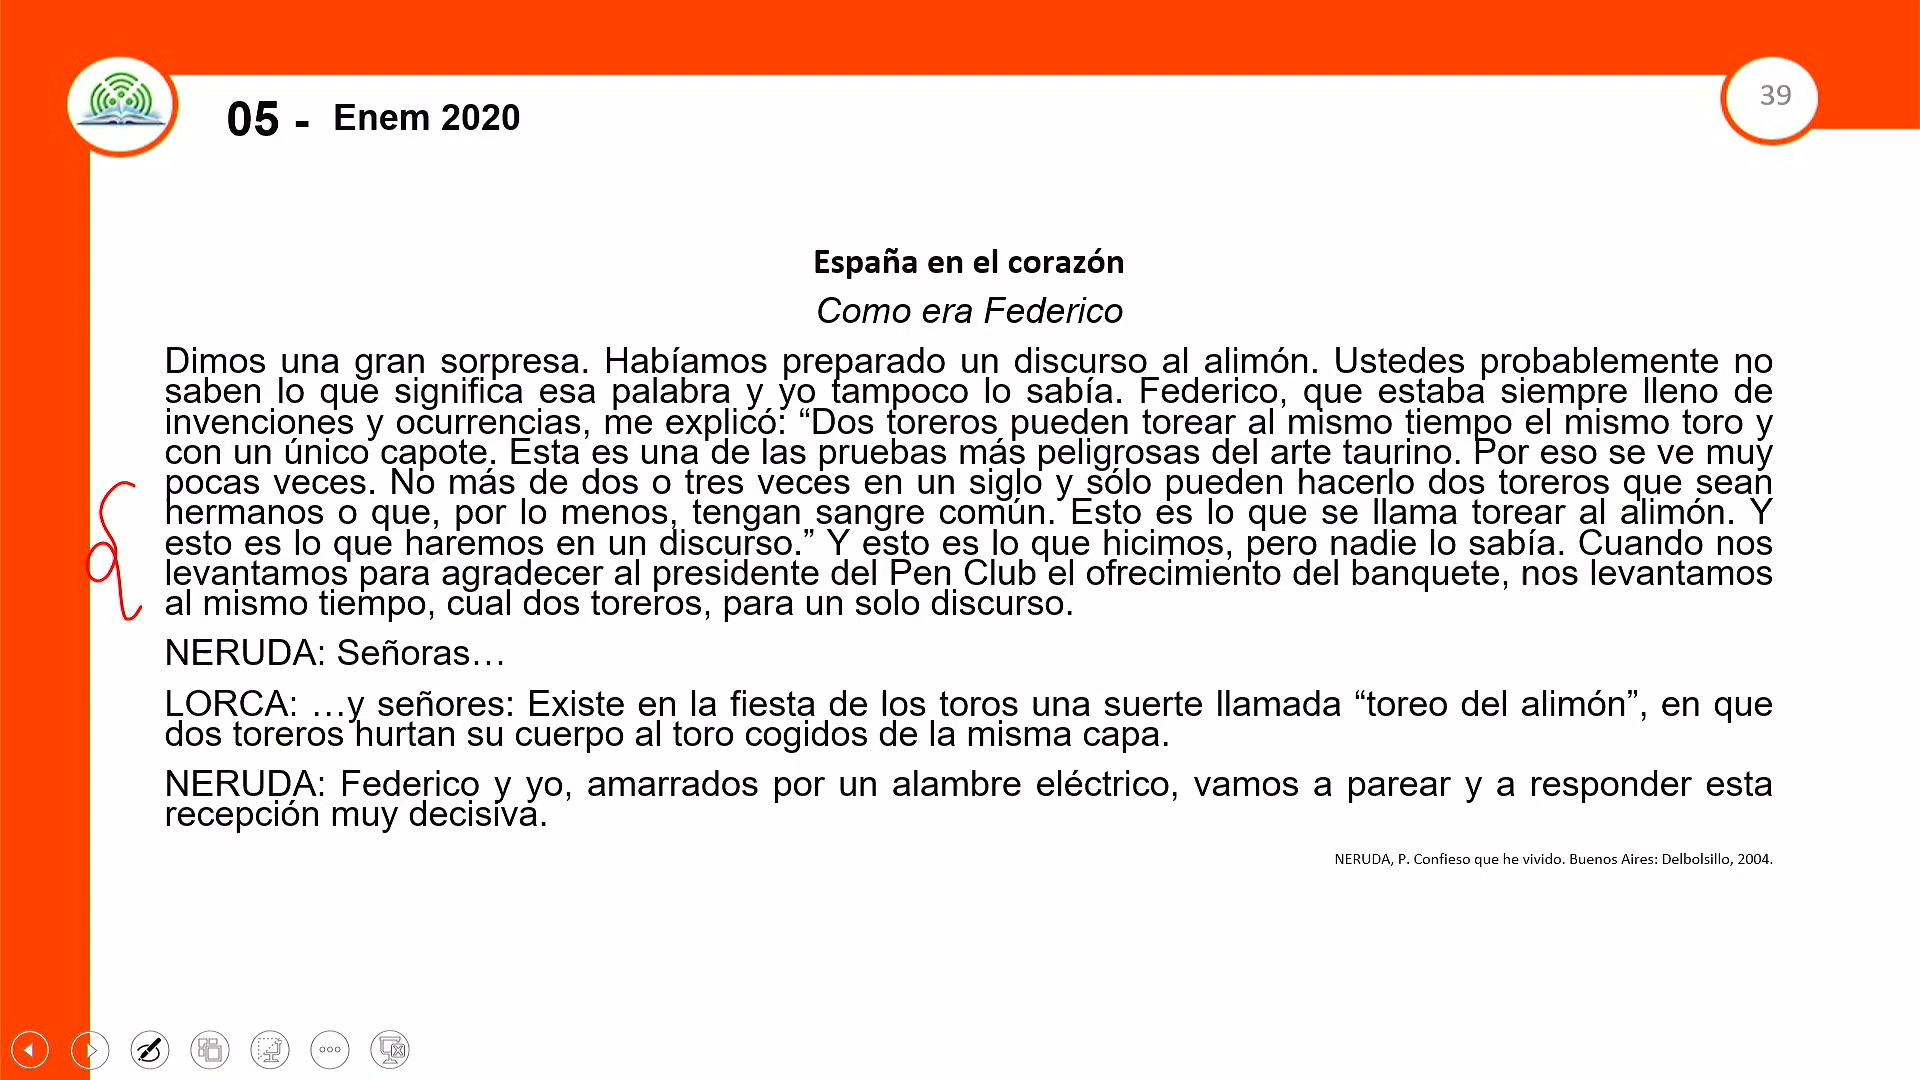 05 - Enem 2020
39
España en el corazón
Como era Federico
Dimos una gran sorpresa. Habíamos preparado un discurso al alimón. Ustedes probablemente no
saben lo que significa esa palabra y yo tampoco lo sabía. Federico, que estaba siempre lleno de
invenciones y ocurrencias, me explicó: “Dos toreros pueden torear al mismo tiempo el mismo toro y
con un único capote. Esta es una de las pruebas más peligrosas del arte taurino. Por eso se ve muy
pocas veces. No más de dos o tres veces en un siglo y sólo pueden hacerlo dos toreros que sean
hermanos o que, por lo menos, tengan sangre común. Esto es lo que se llama torear al alimón. Y
esto es lo que haremos en un discurso.” Y esto es lo que hicimos, pero nadie lo sabía. Cuando nos
levantamos para agradecer al presidente del Pen Club el ofrecimiento del banquete, nos levantamos
al mismo tiempo, cual dos toreros, para un solo discurso.
NERUDA: Señoras…
LORCA: …y señores: Existe en la fiesta de los toros una suerte llamada “toreo del alimón”, en que
dos toreros hurtan su cuerpo al toro cogidos de la misma capa.
NERUDA: Federico y yo, amarrados por un alambre eléctrico, vamos a parear y a responder esta
recepción muy decisiva.
NERUDA, P. Confieso que he vivido. Buenos Aires: Delbolsillo, 2004.